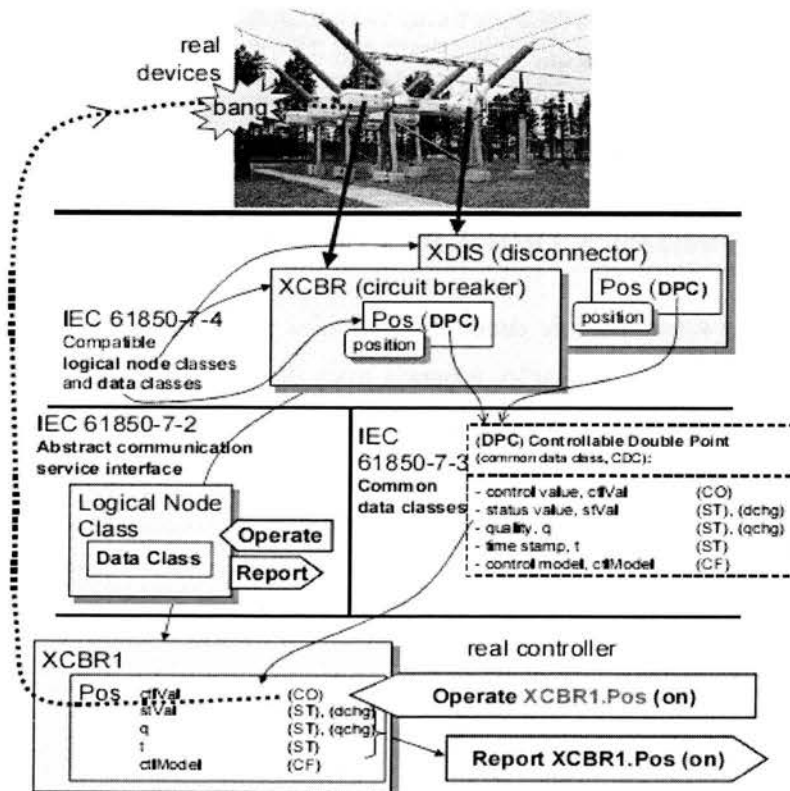 real
devices
bang
XDIS (disconnector)
XCBR (circuit breaker)
Pos (DPC)
position
Pos (DPC)
position
IEC 61850-7-4
Compatible
logical node classes
and data classes
IEC 61850-7-2
Abstract communication
service interface
Logical Node
Class
Data Class
Operate
Report
IEC
61850-7-3
Common
data classes
(DPC) Controllable Double Point
(common data class, CDC):
- control value, ctlVal (CO)
- status value, stVal (ST), (dchg)
- quality, q (ST), (qchg)
- time stamp, t (ST)
- control model, ctlModel (CF)
real controller
XCBR1
Pos ctlVal (CO)
stVal (ST), (dchg)
q (ST), (qchg)
t (ST)
ctlModel (CF)
Operate XCBR1.Pos (on)
Report XCBR1.Pos (on)